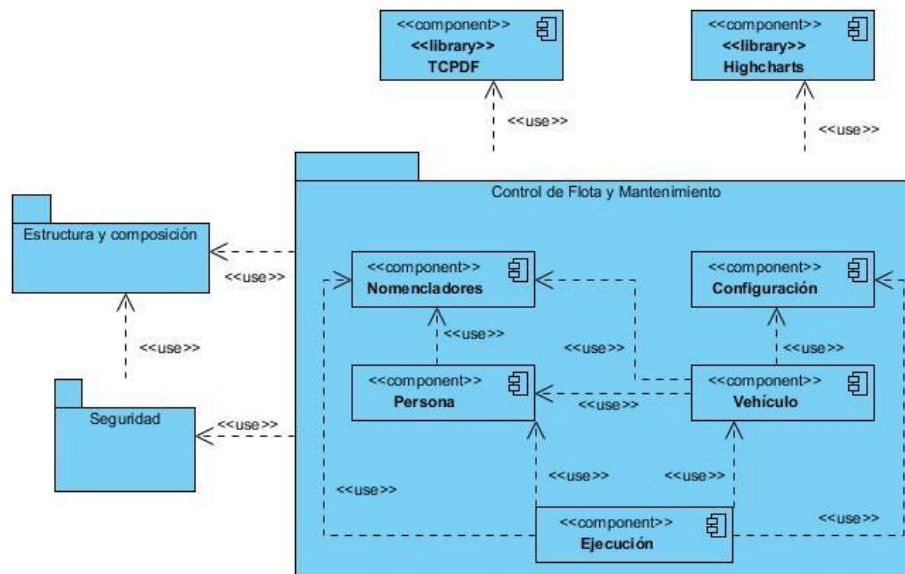 <<component>>
<<library>>
TCPDF
<<component>>
<<library>>
Highcharts
<<use>>
<<use>>
Control de Flota y Mantenimiento
Estructura y composición
<<use>>
<<component>>
Nomencladores
<<component>>
Configuración
<<use>>
<<use>>
<<use>>
<<use>>
<<component>>
Persona
<<use>>
<<component>>
Vehículo
Seguridad
<<use>>
<<use>>
<<use>>
<<use>>
<<use>>
<<component>>
Ejecución